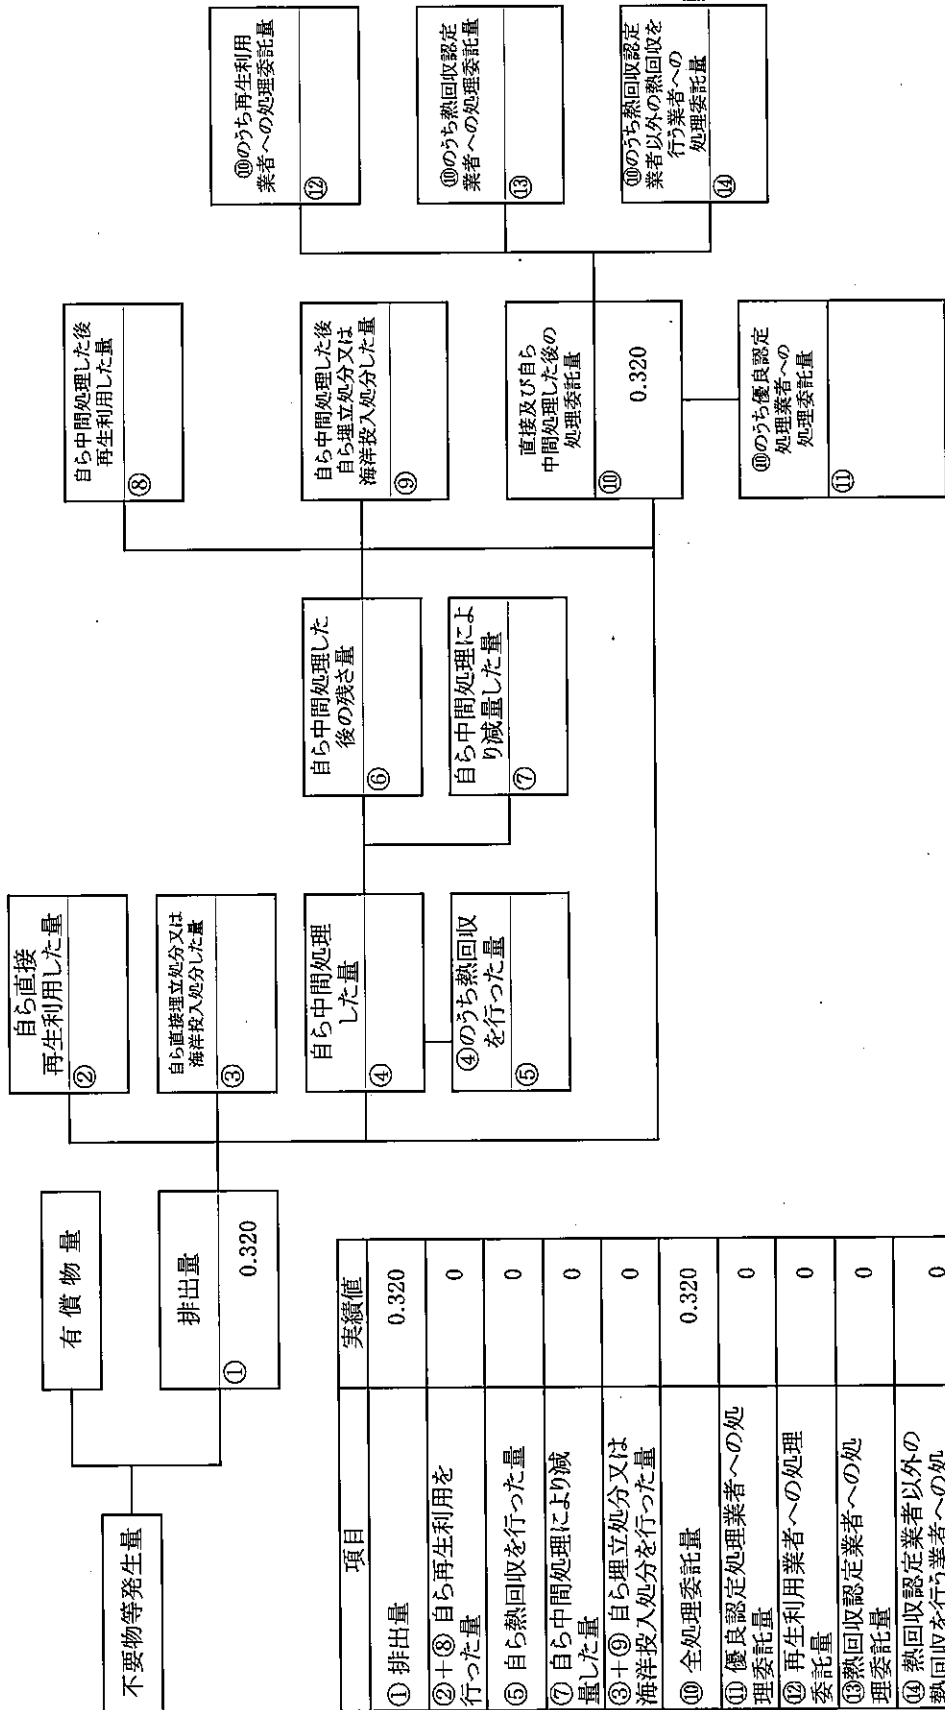 不要物等発生量
有償物量
排出量
①
0.320
自ら直接
再生利用した量
②
自ら直接埋立処分又は
海洋投入処分した量
③
自ら中間処理
した量
④
④のうち熱回収
を行った量
⑤
自ら中間処理した
後の残さ量
⑥
自ら中間処理によ
り減量した量
⑦
自ら中間処理した後
再生利用した量
⑧
自ら中間処理した後
自ら埋立処分又は
海洋投入処分した量
⑨
直接及び自ら
中間処理した後の
処理委託量
⑩
0.320
⑩のうち優良認定
処理業者への
処理委託量
⑪
⑩のうち再生利用
業者への処理委託量
⑫
⑩のうち熱回収認定
業者への処理委託量
⑬
⑩のうち熱回収認定
業者以外の熱回収を
行う業者への
処理委託量
⑭
項目 実績値
①排出量 0.320
②+⑧自ら再生利用を
行った量 0
⑤自ら熱回収を行った量 0
⑦自ら中間処理により減
量した量 0
③+⑨自ら埋立処分又は
海洋投入処分を行った量 0
⑩全処理委託量 0.320
⑪優良認定処理業者への処
理委託量 0
⑫再生利用業者への処理
委託量 0
⑬熱回収認定業者への処
理委託量 0
⑭熱回収認定業者以外の
熱回収を行う業者への処 0